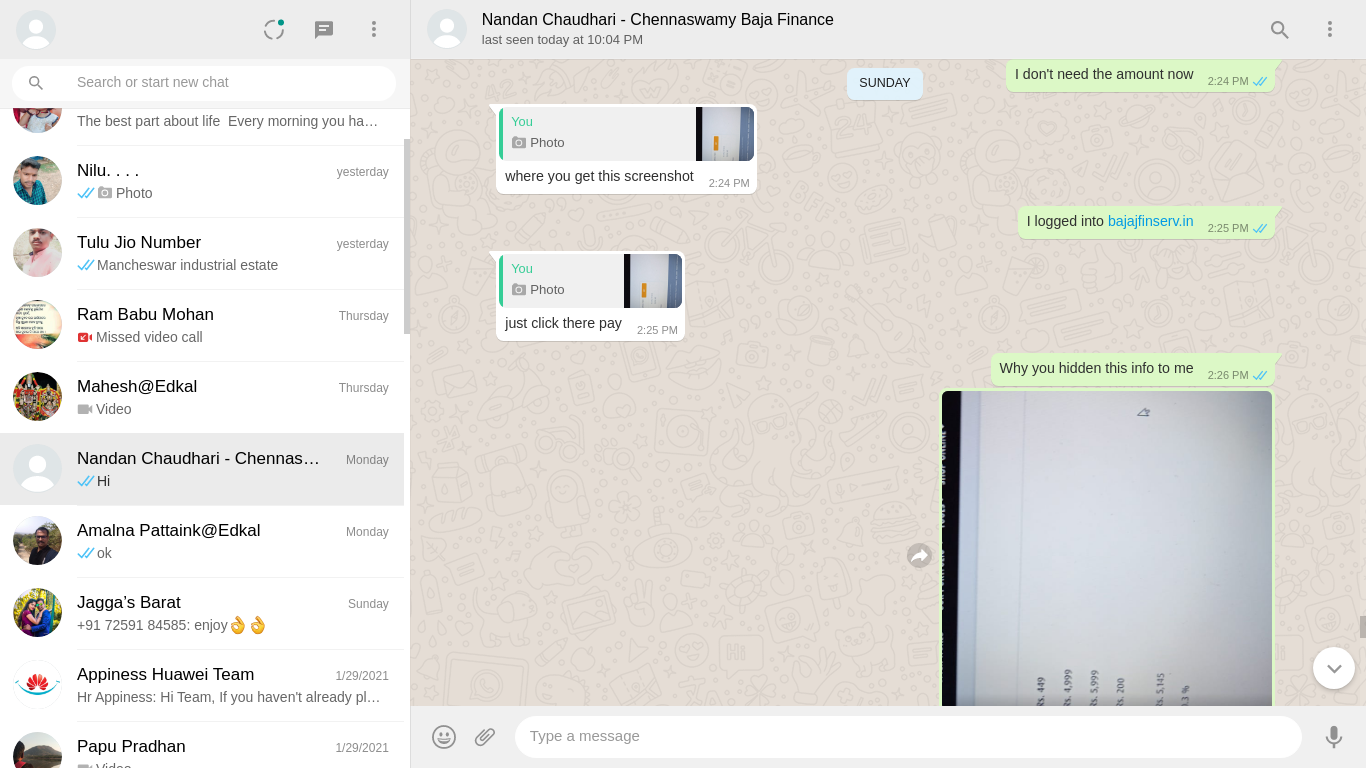 Search or start new chat
The best part about life Every morning you ha…
Nilu. . . .
yesterday
Photo
Tulu Jio Number
yesterday
Mancheswar industrial estate
Ram Babu Mohan
Thursday
Missed video call
Mahesh@Edkal
Thursday
Video
Nandan Chaudhari - Chennas…
Monday
Hi
Amalna Pattaink@Edkal
Monday
ok
Jagga’s Barat
Sunday
+91 72591 84585: enjoy👌👌
Appiness Huawei Team
1/29/2021
Hr Appiness: Hi Team, If you haven't already pl…
Papu Pradhan
1/29/2021
Video
Nandan Chaudhari - Chennaswamy Baja Finance
last seen today at 10:04 PM
I don't need the amount now
2:24 PM
SUNDAY
You
Photo
where you get this screenshot
2:24 PM
I logged into bajajfinserv.in
2:25 PM
You
Photo
just click there pay
2:25 PM
Why you hidden this info to me
2:26 PM
Rs. 449
Rs. 4,999
Rs. 5,999
Rs. 200
Rs. 5,145
Type a message